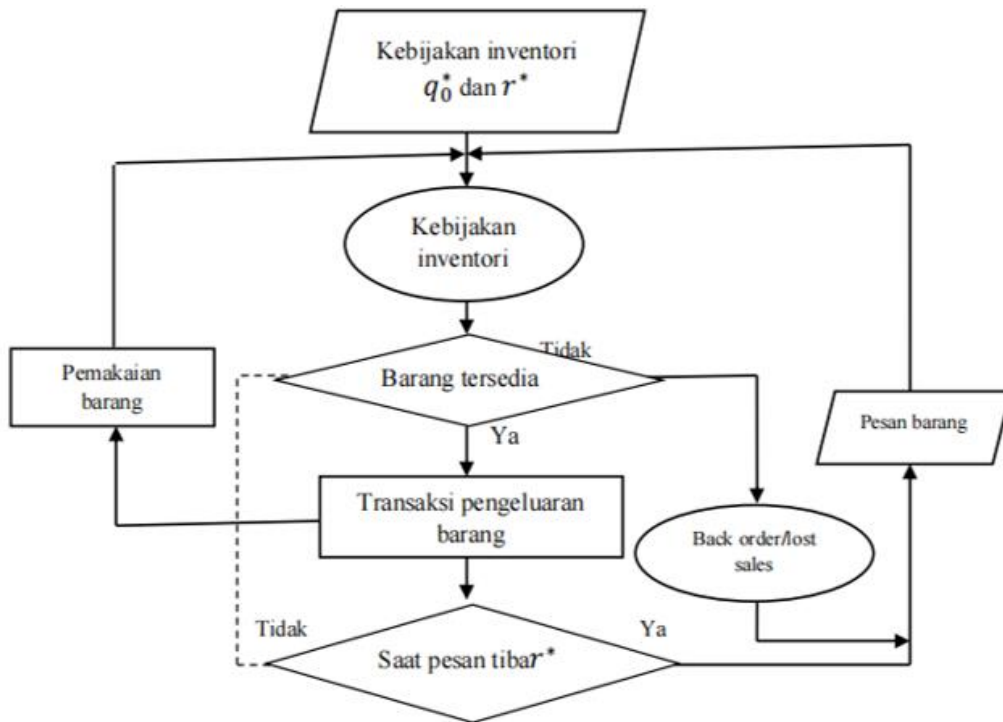 Kebijakan inventori
q₀* dan r*
Kebijakan
inventori
Tidak
Barang tersedia
Pemakaian
barang
Pesan barang
Ya
Transaksi pengeluaran
barang
Back order/lost
sales
Tidak
Ya
Saat pesan tibar*